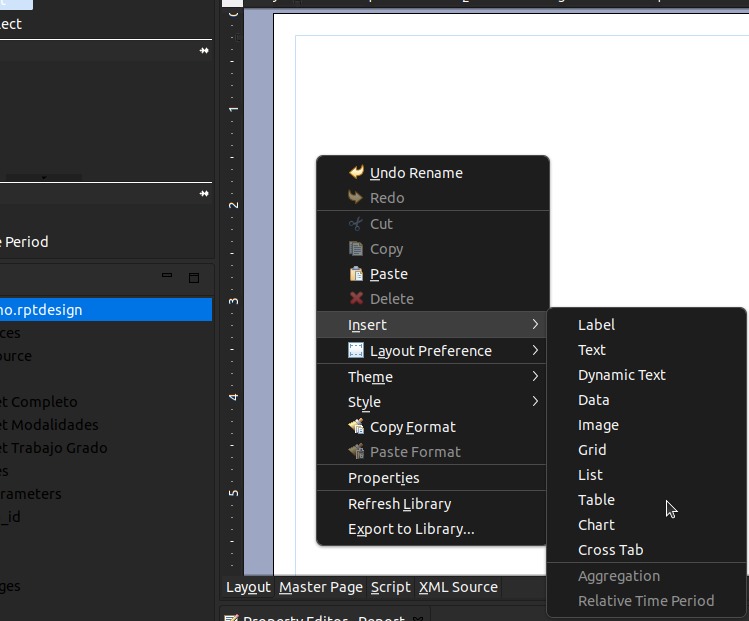 ect
Period
no.rptdesign
ces
ource
et Completo
et Modalidades
et Trabajo Grado
es
rameters
_id
ges
1
2
3
4
5
Undo Rename
Redo
Cut
Copy
Paste
Delete
Insert
Layout Preference
Theme
Style
Copy Format
Paste Format
Properties
Refresh Library
Export to Library...
Label
Text
Dynamic Text
Data
Image
Grid
List
Table
Chart
Cross Tab
Aggregation
Relative Time Period
Layout Master Page Script XML Source
Property Editor - Report